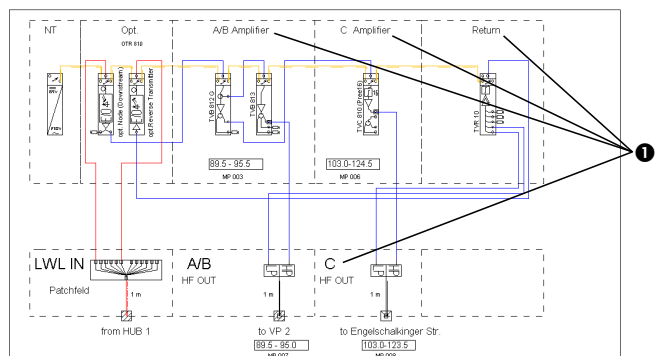 NT
Opt.
A/B Amplifier
C Amplifier
Return
OTR 810
opt. Node (Downstream)
opt.Reverse Transmitter
TVB 812 G
TVB 813
TVC 810 (Preet16)
TVR 10
89.5 - 95.5
MP 003
103.0-124.5
MP 006
❶
LWL IN
Patchfeld
A/B
HF OUT
C
HF OUT
1 m
1 m
1 m
from HUB 1
to VP 2
to Engelschalkinger Str.
89.5 - 95.0
MP 007
103.0-123.5
MP 008